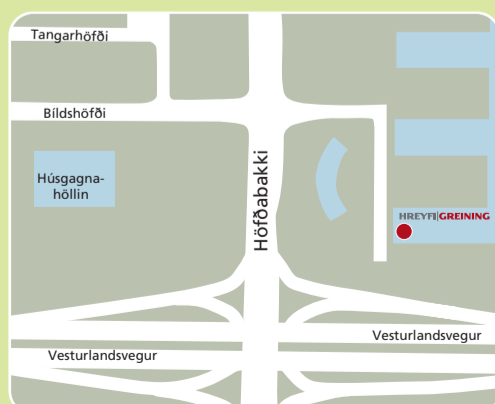 Tangarhöfði
Bíldshöfði
Höfðabakki
Húsgagna-
höllin
HREYFI|GREINING
Vesturlandsvegur
Vesturlandsvegur